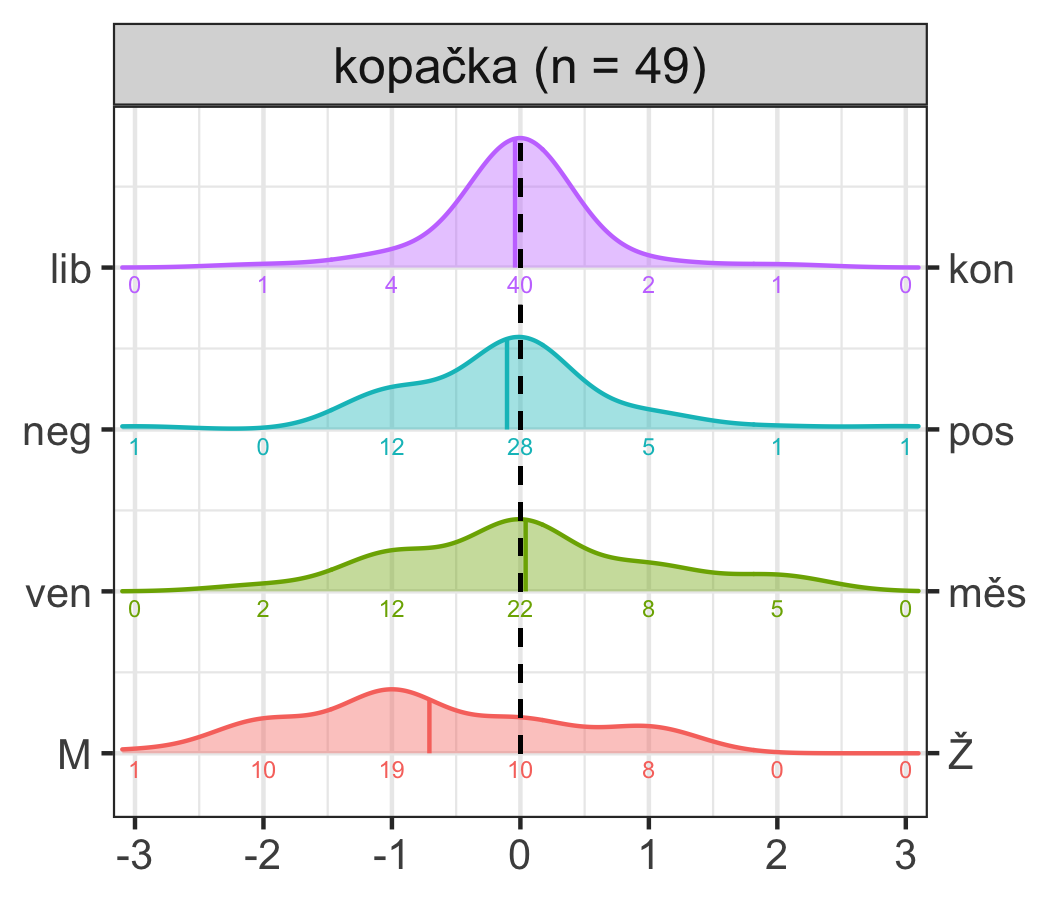 kopačka (n = 49)
lib kon
0 1 4 40 2 1 0
neg pos
1 0 12 28 5 1 1
ven měs
0 2 12 22 8 5 0
M Ž
1 10 19 10 8 0 0
-3 -2 -1 0 1 2 3